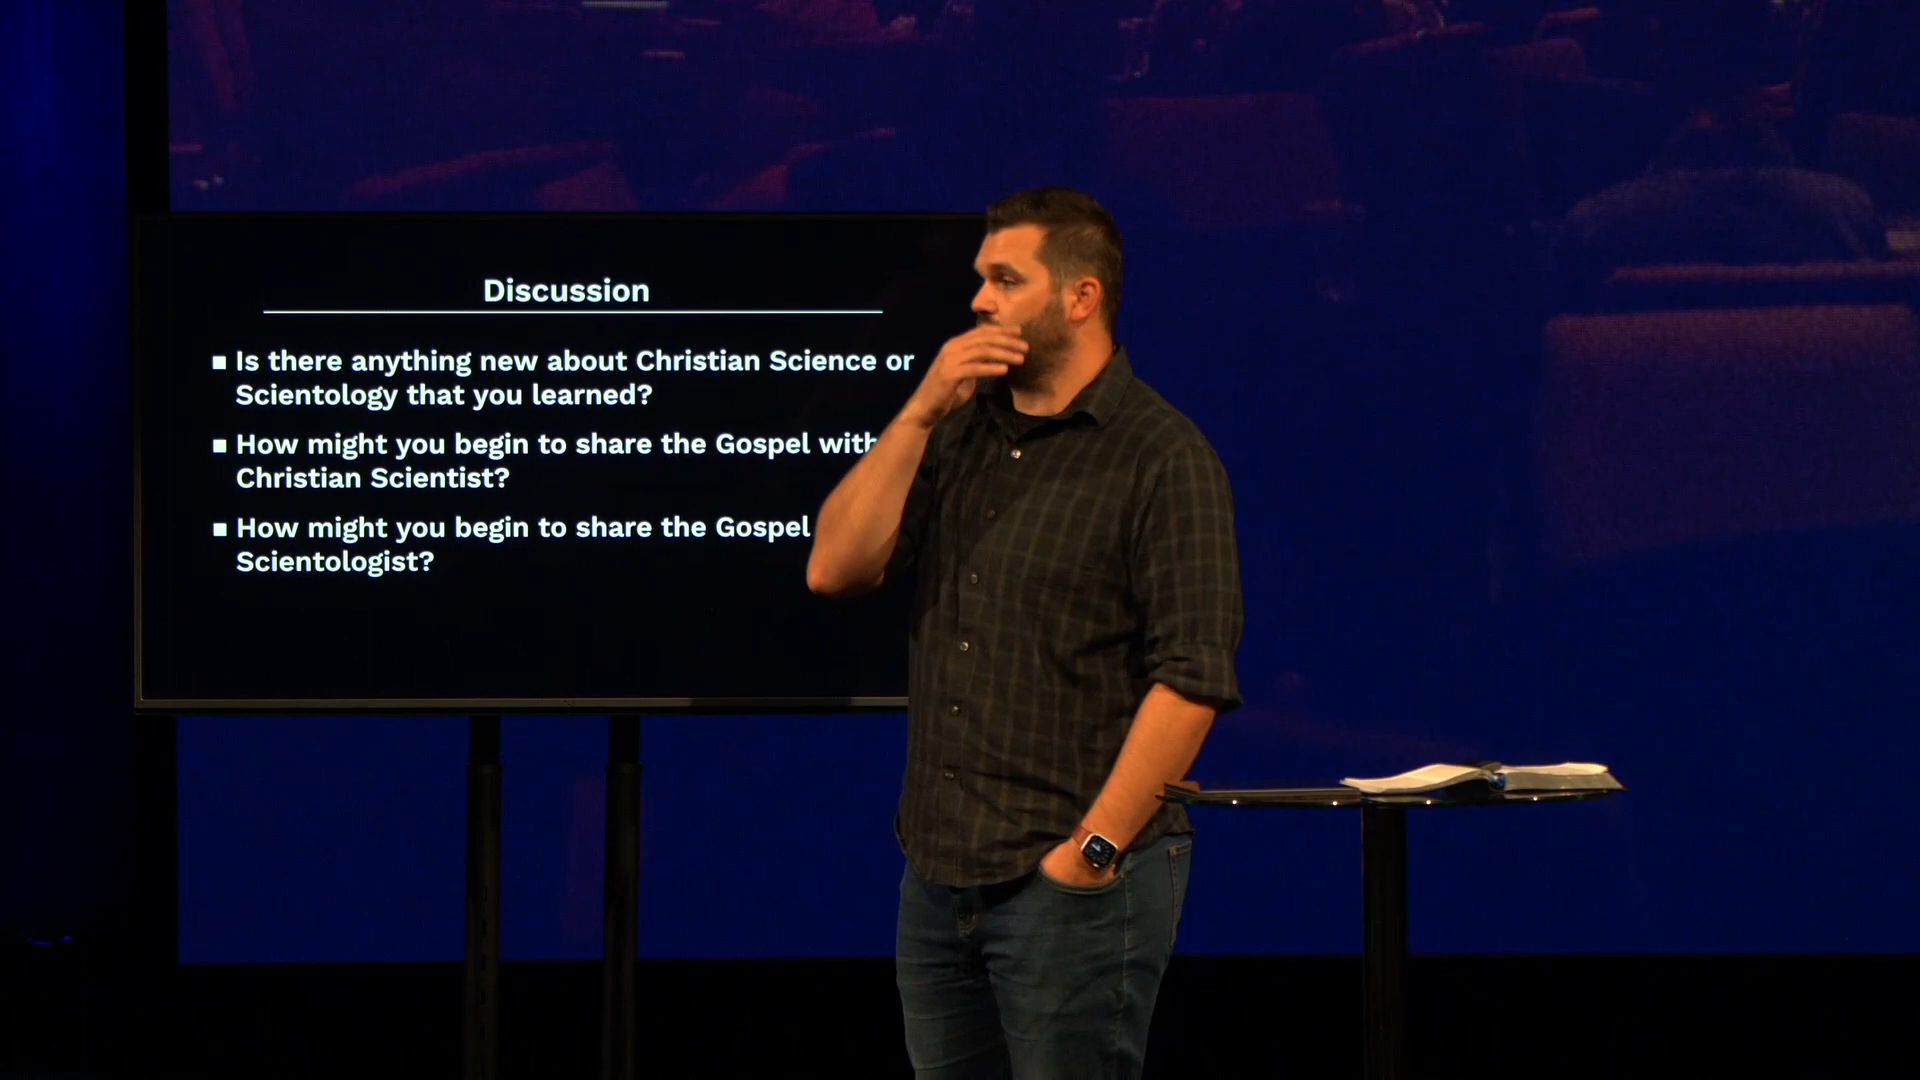 Discussion
▪ Is there anything new about Christian Science or
Scientology that you learned?
▪ How might you begin to share the Gospel with
Christian Scientist?
▪ How might you begin to share the Gospel
Scientologist?